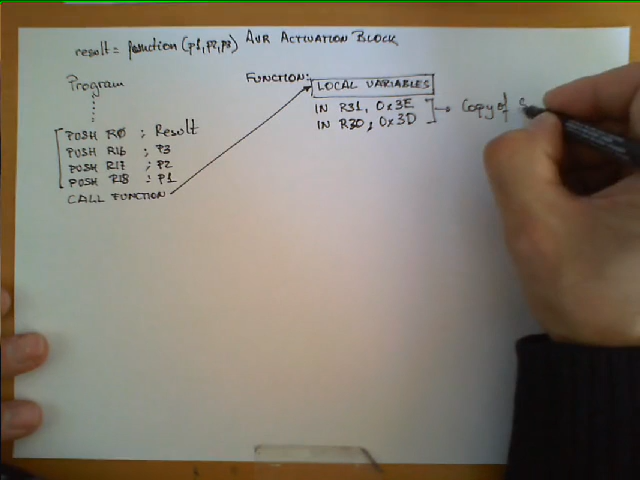 result = function (p1, p2, p3) AVR ACTIVATION BLOCK
Program
PUSH R0 ; Result
PUSH R16 ; P3
PUSH R17 ; P2
PUSH R18 ; P1
CALL FUNCTION
FUNCTION:
LOCAL VARIABLES
IN R31, 0x3E
IN R30, 0x3D
Copy of